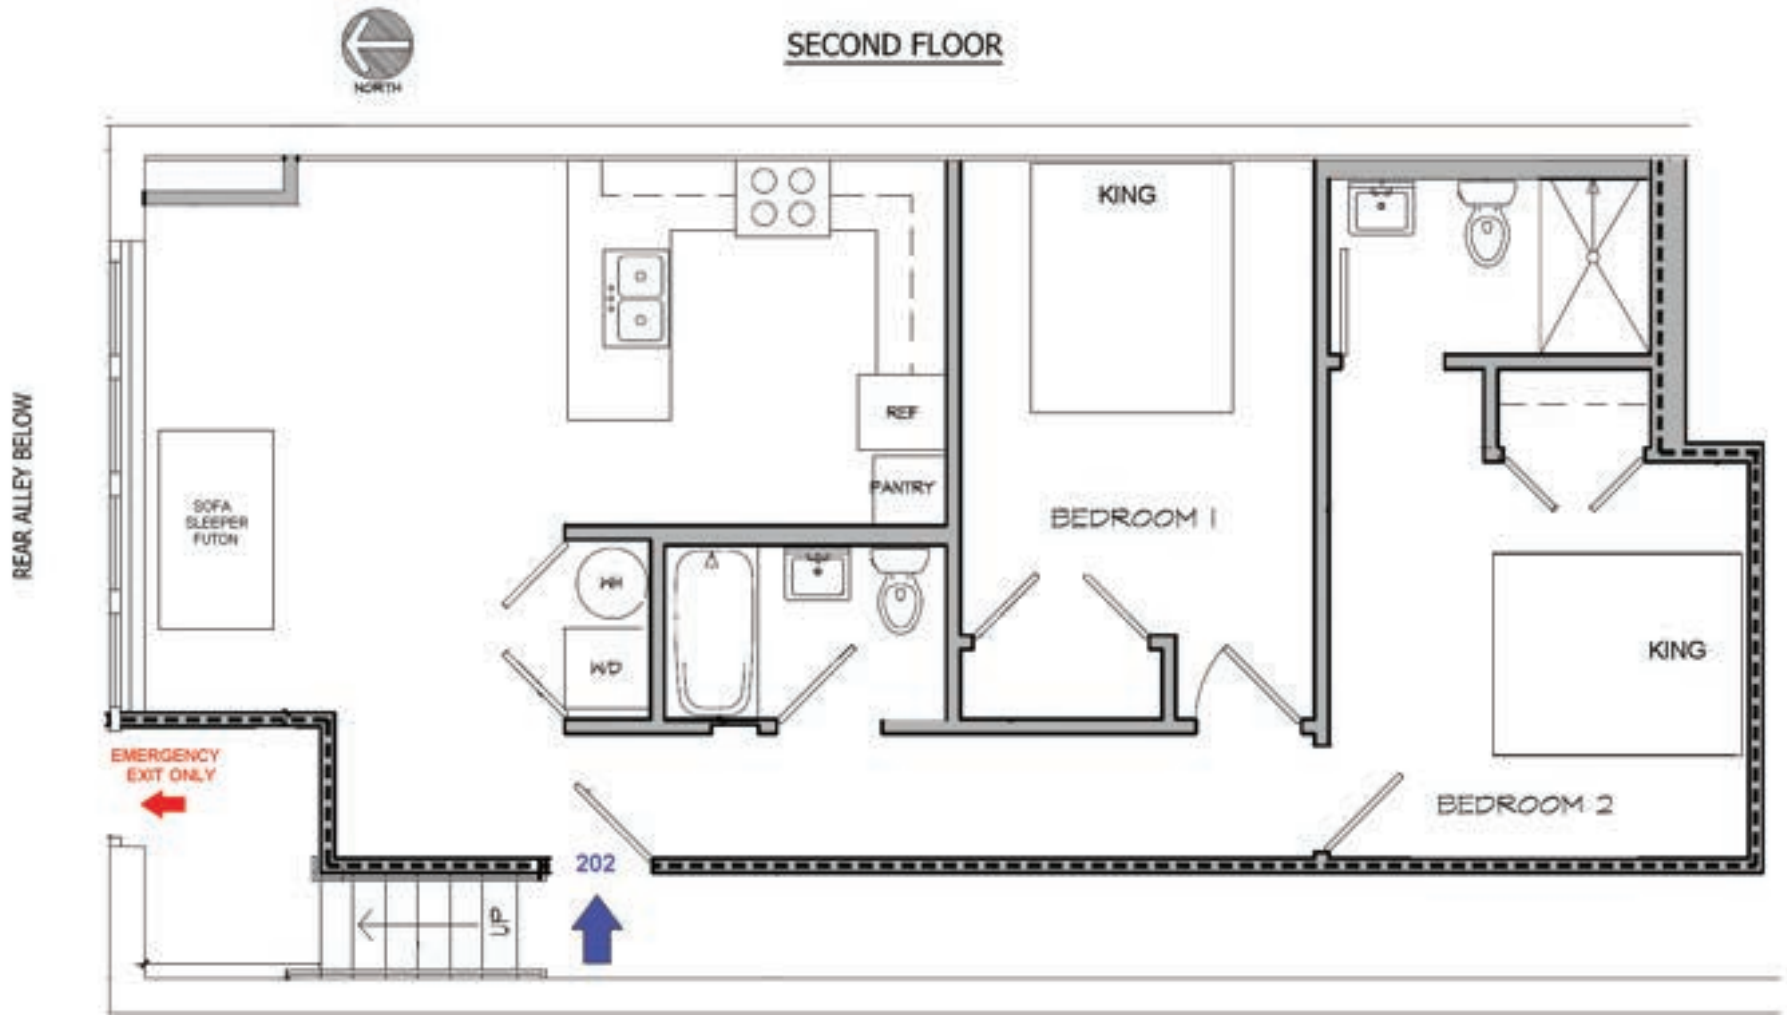 SECOND FLOOR
NORTH
KING
REF
PANTRY
BEDROOM 1
REAR ALLEY BELOW
SOFA
SLEEPER
FUTON
WH
WD
KING
BEDROOM 2
EMERGENCY
EXIT ONLY
202
UP